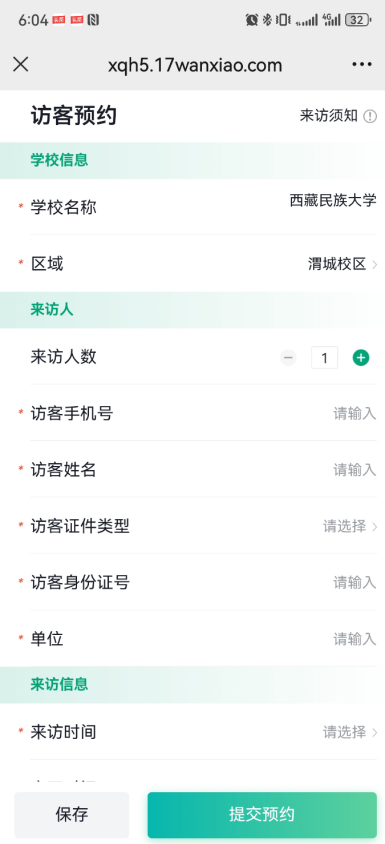 6:04
32
xqh5.17wanxiao.com
访客预约
来访须知
学校信息
* 学校名称
西藏民族大学
* 区域
渭城校区
来访人
来访人数
1
* 访客手机号
请输入
* 访客姓名
请输入
* 访客证件类型
请选择
* 访客身份证号
请输入
* 单位
请输入
来访信息
* 来访时间
请选择
保存
提交预约